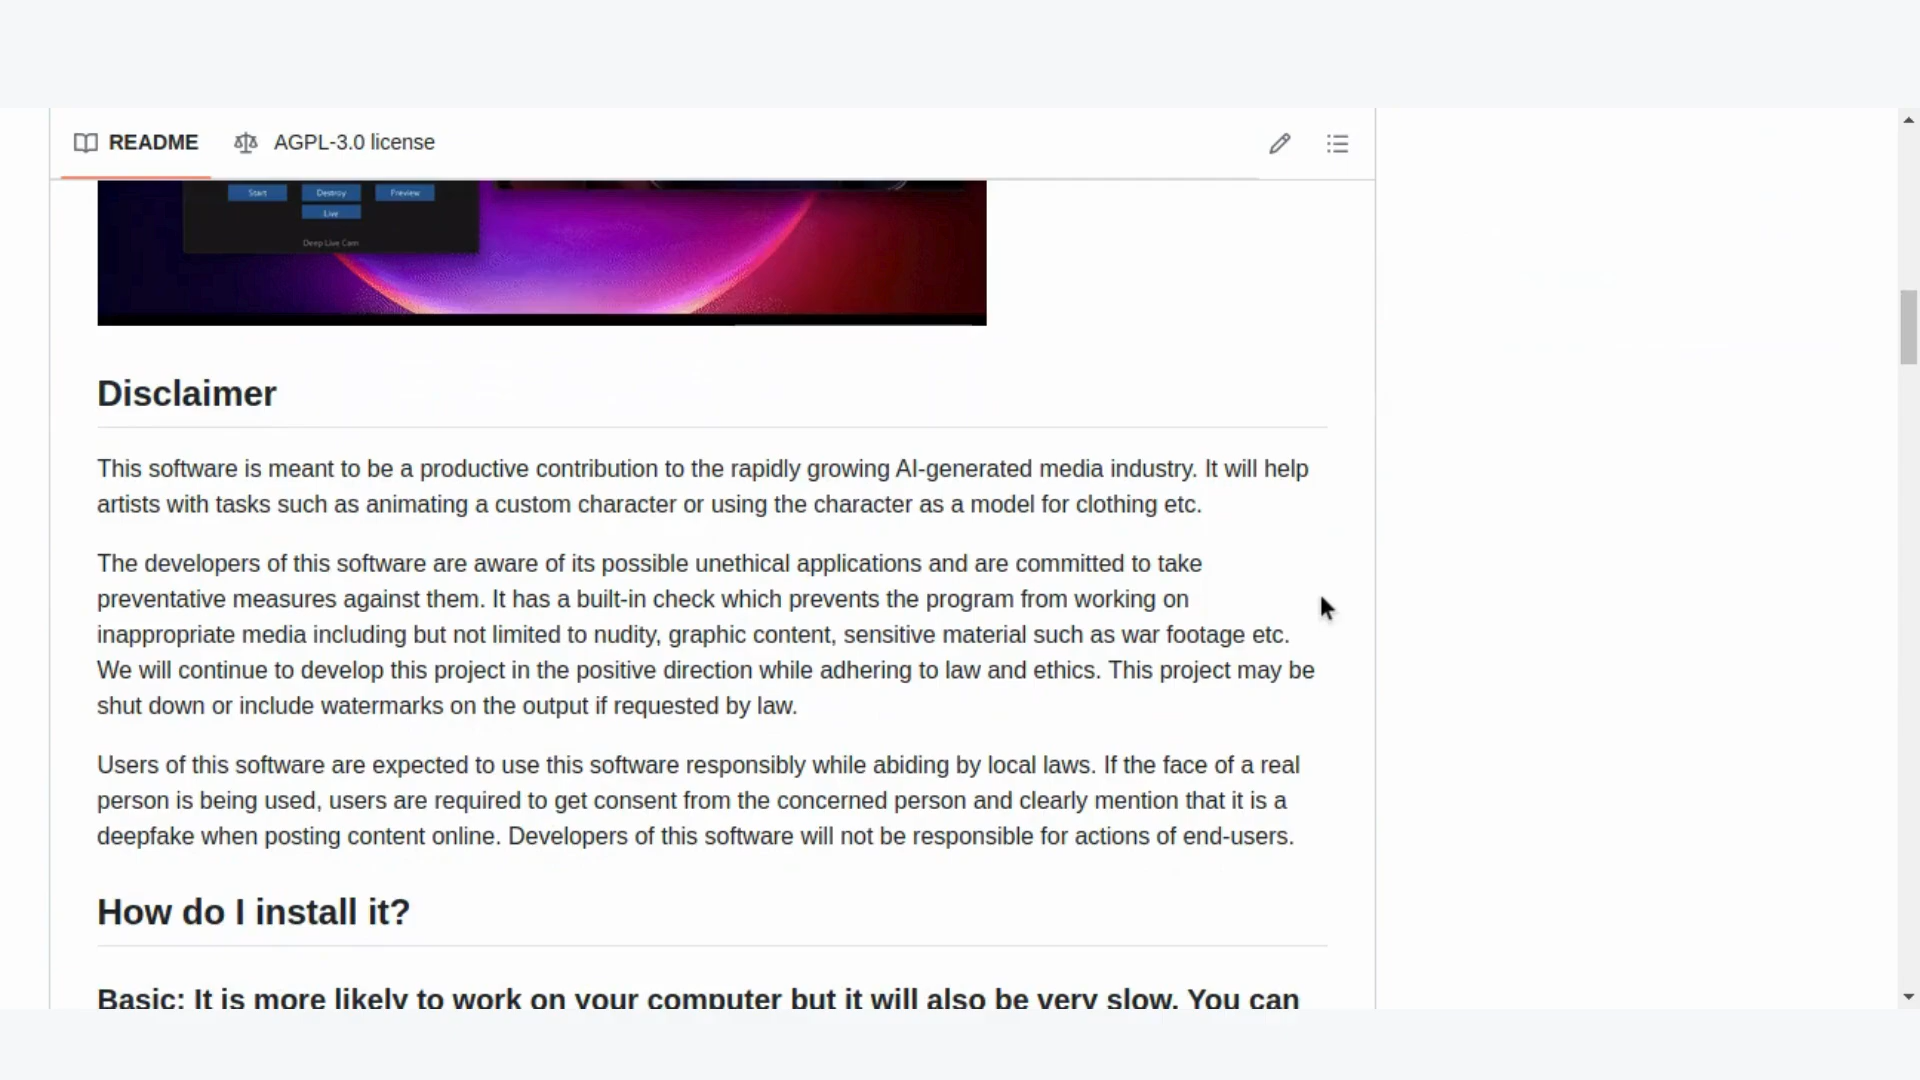 README
AGPL-3.0 license
Start
Destroy
Preview
Live
Deep Live Cam
Disclaimer
This software is meant to be a productive contribution to the rapidly growing AI-generated media industry. It will help
artists with tasks such as animating a custom character or using the character as a model for clothing etc.
The developers of this software are aware of its possible unethical applications and are committed to take
preventative measures against them. It has a built-in check which prevents the program from working on
inappropriate media including but not limited to nudity, graphic content, sensitive material such as war footage etc.
We will continue to develop this project in the positive direction while adhering to law and ethics. This project may be
shut down or include watermarks on the output if requested by law.
Users of this software are expected to use this software responsibly while abiding by local laws. If the face of a real
person is being used, users are required to get consent from the concerned person and clearly mention that it is a
deepfake when posting content online. Developers of this software will not be responsible for actions of end-users.
How do I install it?
Basic: It is more likely to work on your computer but it will also be very slow. You can